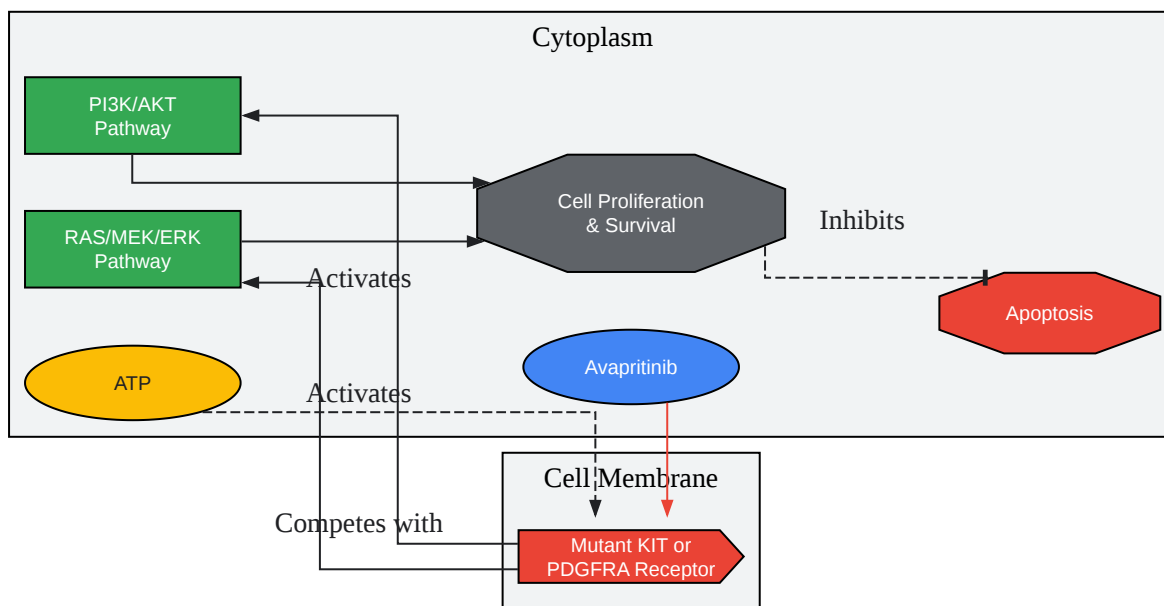 Cytoplasm
PI3K/AKT
Pathway
Cell Proliferation
& Survival
Inhibits
RAS/MEK/ERK
Pathway
Activates
Apoptosis
ATP
Avapritinib
Activates
Cell Membrane
Competes with
Mutant KIT or
PDGFRA Receptor